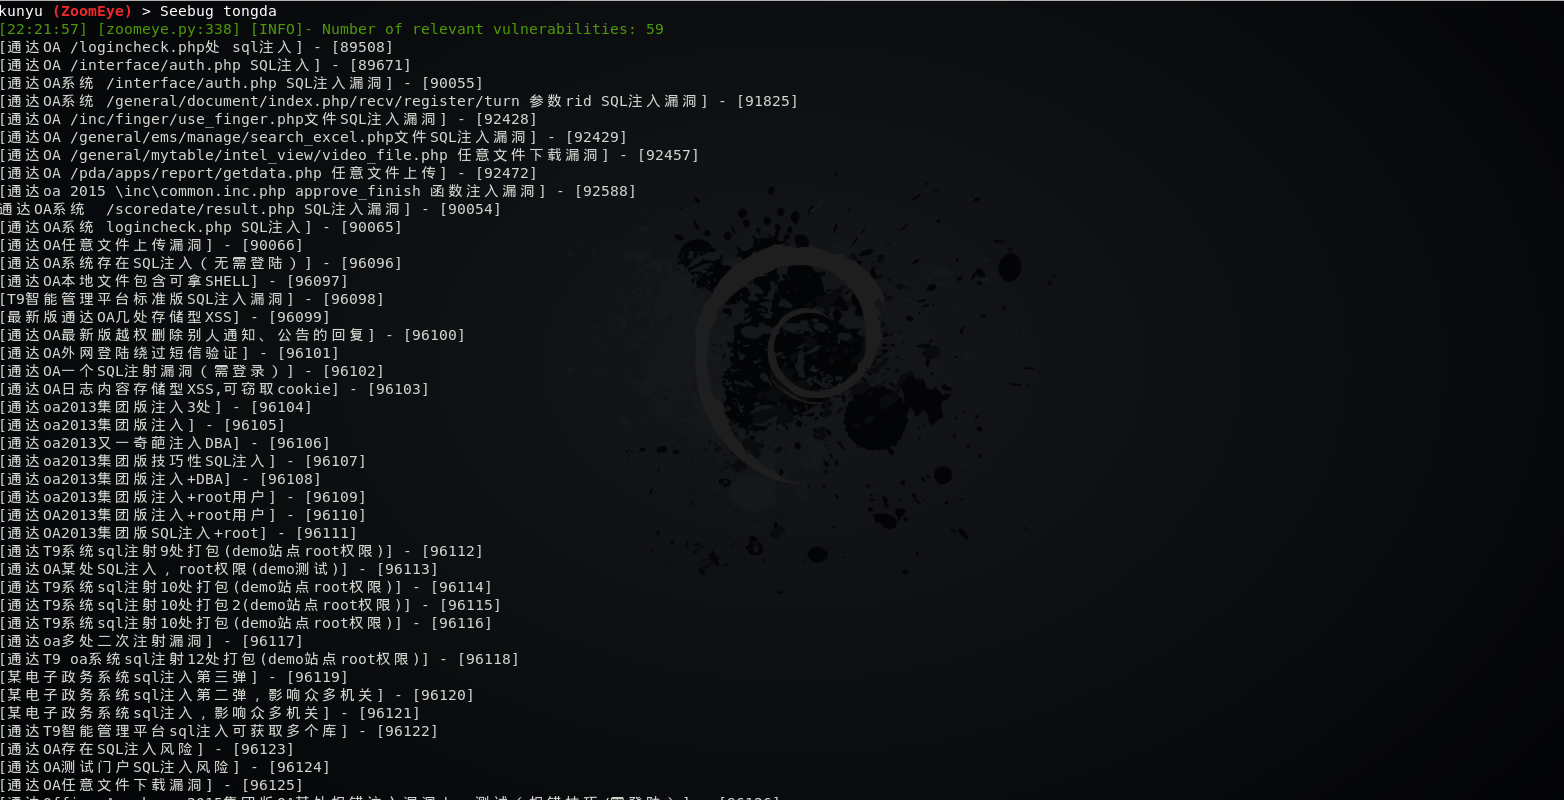 kunyu (ZoomEye) > Seebug tongda
[22:21:57] [zoomeye.py:338] [INFO]- Number of relevant vulnerabilities: 59
[通达OA /logincheck.php处 sql注入] - [89508]
[通达OA /interface/auth.php SQL注入] - [89671]
[通达OA系统 /interface/auth.php SQL注入漏洞] - [90055]
[通达OA系统 /general/document/index.php/recv/register/turn 参数rid SQL注入漏洞] - [91825]
[通达OA /inc/finger/use_finger.php文件SQL注入漏洞] - [92428]
[通达OA /general/ems/manage/search_excel.php文件SQL注入漏洞] - [92429]
[通达OA /general/mytable/intel_view/video_file.php 任意文件下载漏洞] - [92457]
[通达OA /pda/apps/report/getdata.php 任意文件上传] - [92472]
[通达oa 2015 \inc\common.inc.php approve_finish 函数注入漏洞] - [92588]
通达OA系统  /scoredate/result.php SQL注入漏洞] - [90054]
[通达OA系统 logincheck.php SQL注入] - [90065]
[通达OA任意文件上传漏洞] - [90066]
[通达OA系统存在SQL注入（无需登陆）] - [96096]
[通达OA本地文件包含可拿SHELL] - [96097]
[T9智能管理平台标准版SQL注入漏洞] - [96098]
[最新版通达OA几处存储型XSS] - [96099]
[通达OA最新版越权删除别人通知、公告的回复] - [96100]
[通达OA外网登陆绕过短信验证] - [96101]
[通达OA一个SQL注射漏洞（需登录）] - [96102]
[通达OA日志内容存储型XSS,可窃取cookie] - [96103]
[通达oa2013集团版注入3处] - [96104]
[通达oa2013集团版注入] - [96105]
[通达oa2013又一奇葩注入DBA] - [96106]
[通达oa2013集团版技巧性SQL注入] - [96107]
[通达oa2013集团版注入+DBA] - [96108]
[通达oa2013集团版注入+root用户] - [96109]
[通达OA2013集团版注入+root用户] - [96110]
[通达OA2013集团版SQL注入+root] - [96111]
[通达T9系统sql注射9处打包(demo站点root权限)] - [96112]
[通达OA某处SQL注入，root权限(demo测试)] - [96113]
[通达T9系统sql注射10处打包(demo站点root权限)] - [96114]
[通达T9系统sql注射10处打包2(demo站点root权限)] - [96115]
[通达T9系统sql注射10处打包(demo站点root权限)] - [96116]
[通达oa多处二次注射漏洞] - [96117]
[通达T9 oa系统sql注射12处打包(demo站点root权限)] - [96118]
[某电子政务系统sql注入第三弹] - [96119]
[某电子政务系统sql注入第二弹，影响众多机关] - [96120]
[某电子政务系统sql注入，影响众多机关] - [96121]
[通达T9智能管理平台sql注入可获取多个库] - [96122]
[通达OA存在SQL注入风险] - [96123]
[通达OA测试门户SQL注入风险] - [96124]
[通达OA任意文件下载漏洞] - [96125]